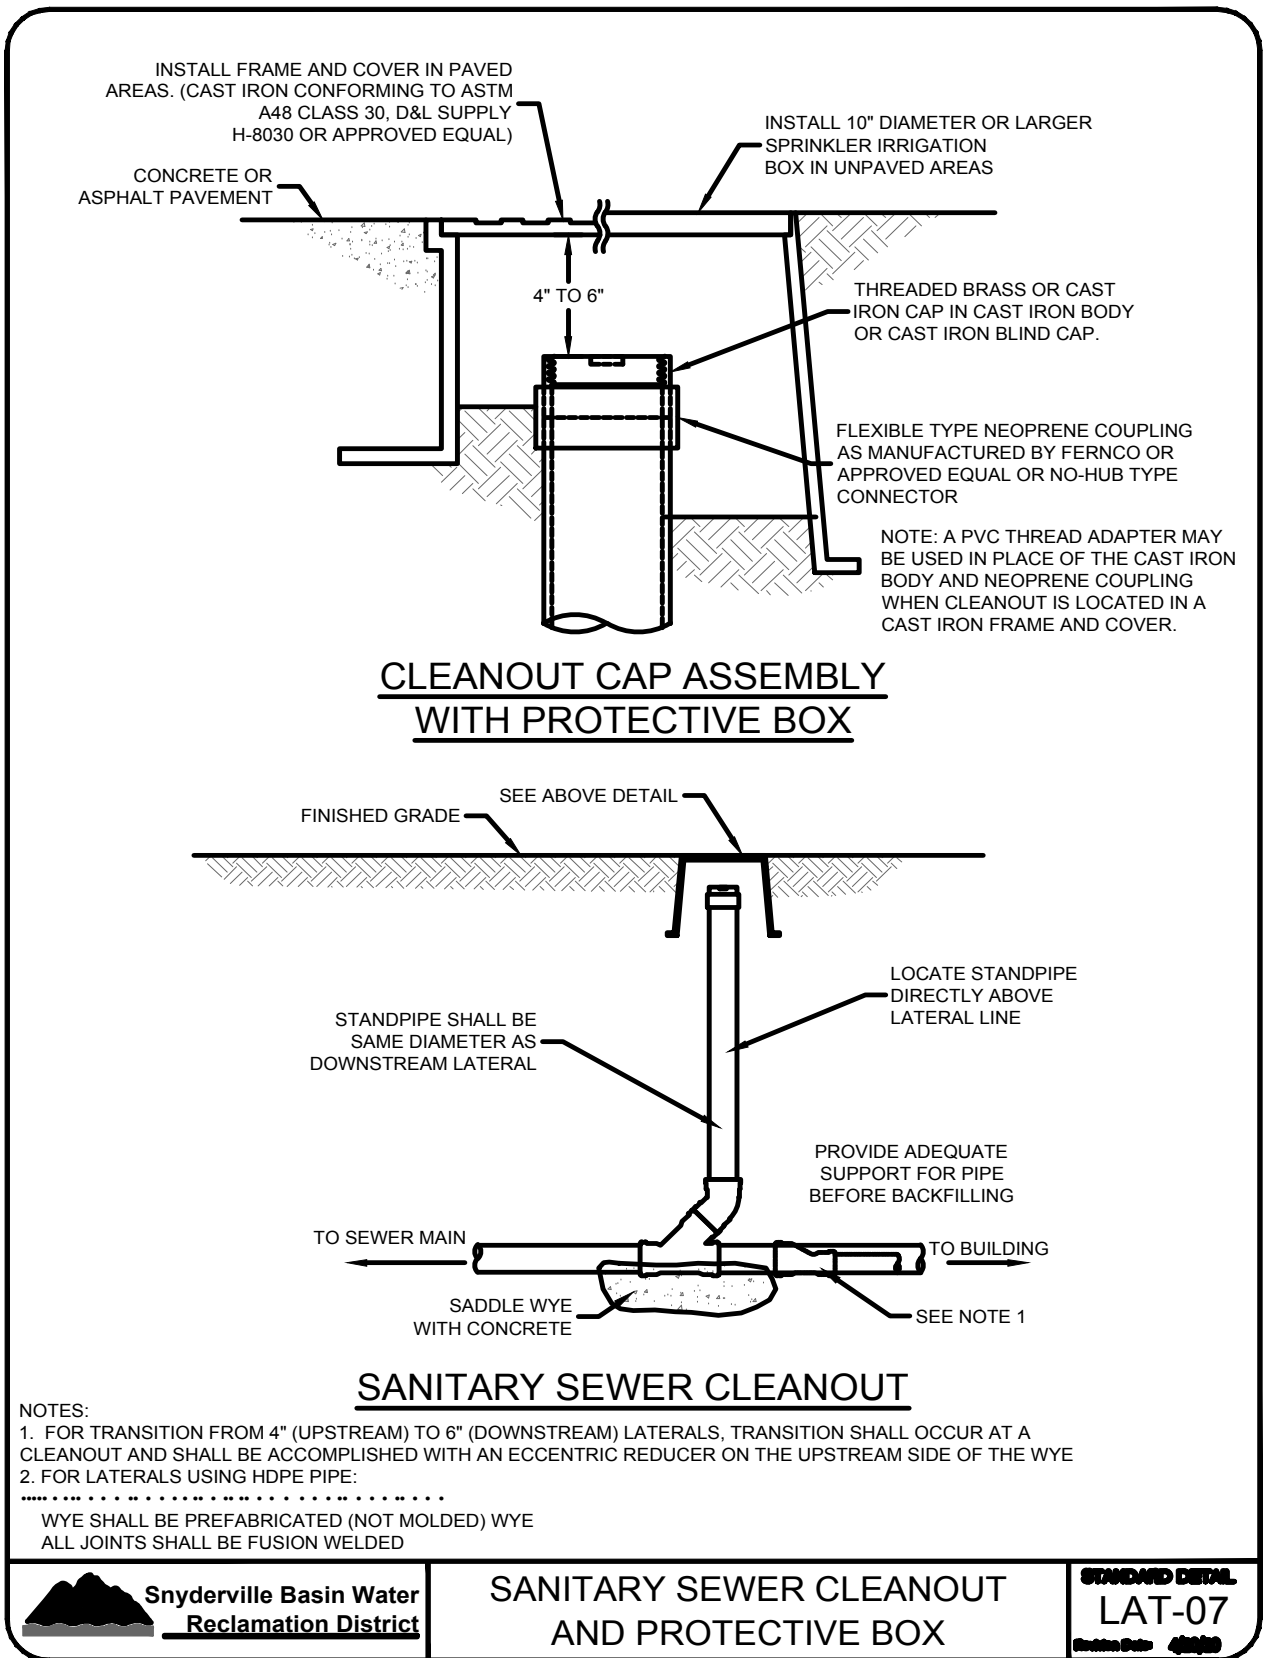 INSTALL FRAME AND COVER IN PAVED
AREAS. (CAST IRON CONFORMING TO ASTM
A48 CLASS 30, D&L SUPPLY
H-8030 OR APPROVED EQUAL)
INSTALL 10" DIAMETER OR LARGER
SPRINKLER IRRIGATION
BOX IN UNPAVED AREAS
CONCRETE OR
ASPHALT PAVEMENT
4" TO 6"
THREADED BRASS OR CAST
IRON CAP IN CAST IRON BODY
OR CAST IRON BLIND CAP.
FLEXIBLE TYPE NEOPRENE COUPLING
AS MANUFACTURED BY FERNCO OR
APPROVED EQUAL OR NO-HUB TYPE
CONNECTOR
NOTE: A PVC THREAD ADAPTER MAY
BE USED IN PLACE OF THE CAST IRON
BODY AND NEOPRENE COUPLING
WHEN CLEANOUT IS LOCATED IN A
CAST IRON FRAME AND COVER.
CLEANOUT CAP ASSEMBLY
WITH PROTECTIVE BOX
SEE ABOVE DETAIL
FINISHED GRADE
LOCATE STANDPIPE
DIRECTLY ABOVE
LATERAL LINE
STANDPIPE SHALL BE
SAME DIAMETER AS
DOWNSTREAM LATERAL
PROVIDE ADEQUATE
SUPPORT FOR PIPE
BEFORE BACKFILLING
TO SEWER MAIN
TO BUILDING
SADDLE WYE
WITH CONCRETE
SEE NOTE 1
SANITARY SEWER CLEANOUT
NOTES:
1. FOR TRANSITION FROM 4" (UPSTREAM) TO 6" (DOWNSTREAM) LATERALS, TRANSITION SHALL OCCUR AT A
CLEANOUT AND SHALL BE ACCOMPLISHED WITH AN ECCENTRIC REDUCER ON THE UPSTREAM SIDE OF THE WYE
2. FOR LATERALS USING HDPE PIPE:
WYE SHALL BE PREFABRICATED (NOT MOLDED) WYE
ALL JOINTS SHALL BE FUSION WELDED
Snyderville Basin Water
Reclamation District
SANITARY SEWER CLEANOUT
AND PROTECTIVE BOX
STANDARD DETAIL
LAT-07
Revision Date